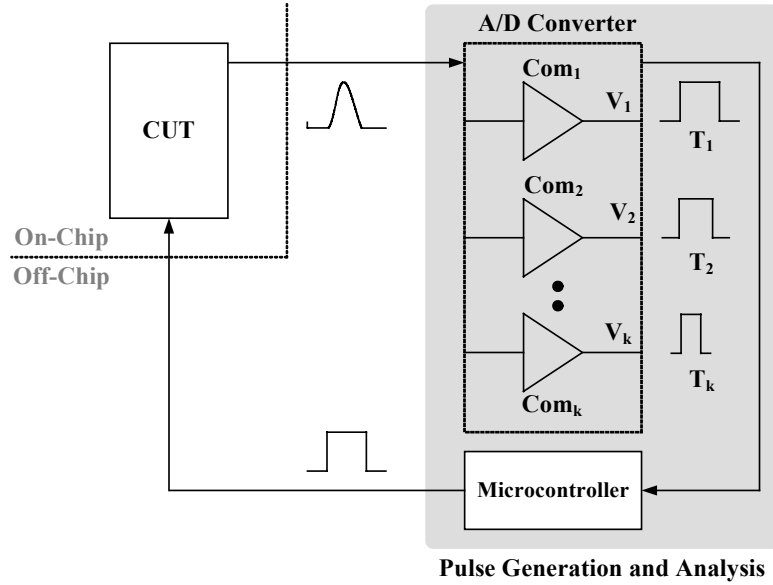 A/D Converter
CUT
Com₁
V₁
T₁
Com₂
V₂
T₂
On-Chip
Off-Chip
Vₖ
Tₖ
Comₖ
Microcontroller
Pulse Generation and Analysis